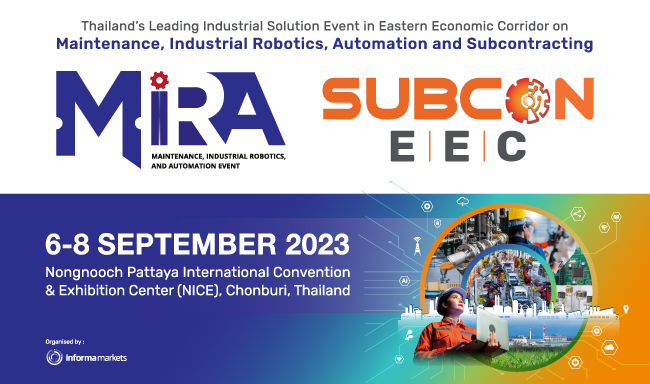 Thailand's Leading Industrial Solution Event in Eastern Economic Corridor on
Maintenance, Industrial Robotics, Automation and Subcontracting
MiRA
MAINTENANCE, INDUSTRIAL ROBOTICS,
AND AUTOMATION EVENT
SUBCON
E|E|C
6-8 SEPTEMBER 2023
Nongnooch Pattaya International Convention
& Exhibition Center (NICE), Chonburi, Thailand
AI
Organised by :
informa markets